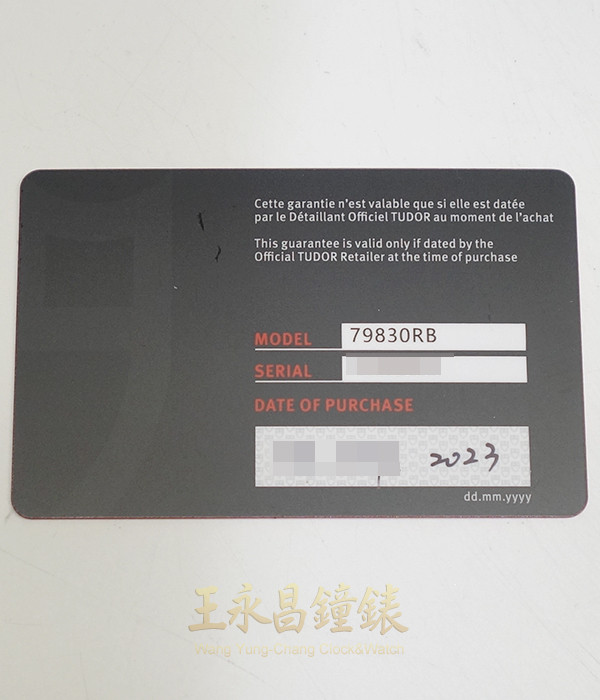 Cette garantie n'est valable que si elle est datée
par le Détaillant Officiel TUDOR au moment de l'achat
This guarantee is valid only if dated by the
Official TUDOR Retailer at the time of purchase
MODEL 79830RB
SERIAL
DATE OF PURCHASE
2023
dd.mm.yyyy
王永昌鐘錶
Wang Yung-Chang Clock&Watch